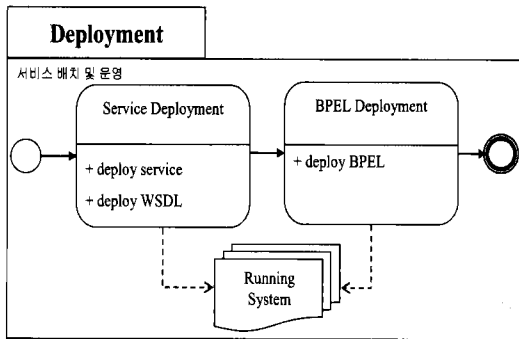 Deployment
서비스 배치 및 운영
Service Deployment
+ deploy service
+ deploy WSDL
BPEL Deployment
+ deploy BPEL
Running
System